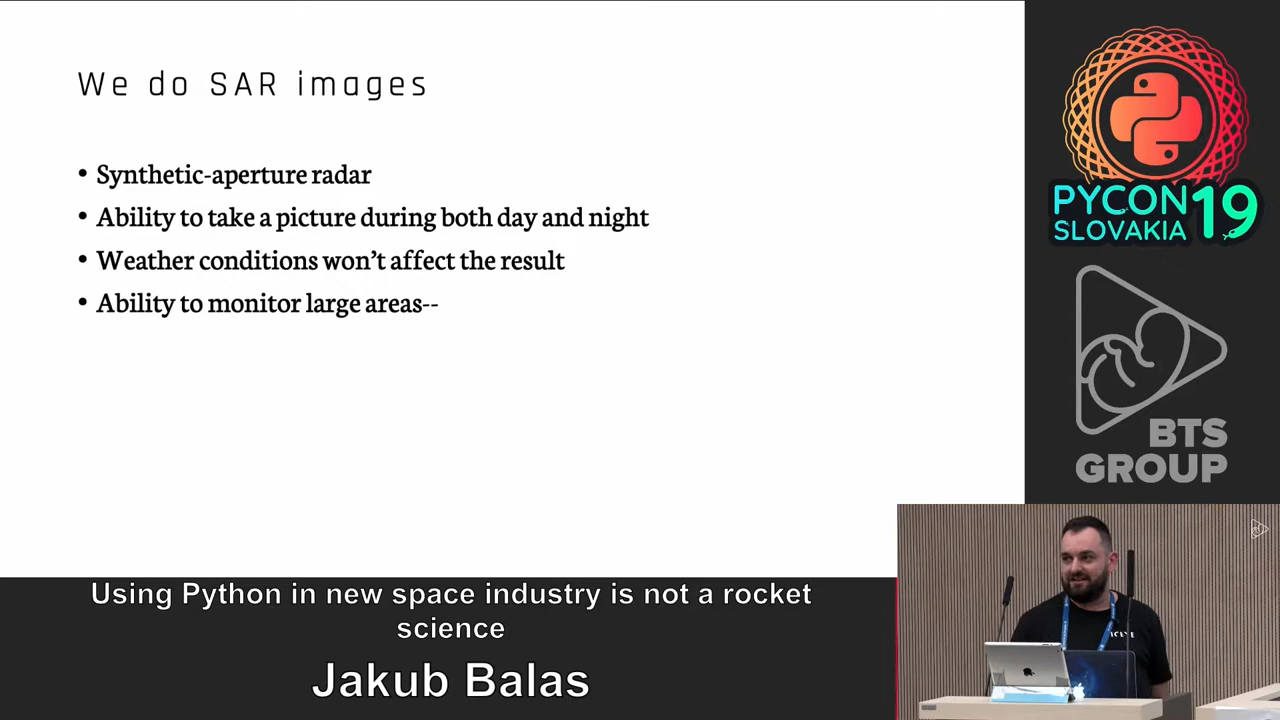 We do SAR images
• Synthetic-aperture radar
• Ability to take a picture during both day and night
• Weather conditions won't affect the result
• Ability to monitor large areas--
PYCON 19
SLOVAKIA
BTS
GROUP
Using Python in new space industry is not a rocket
science
Jakub Balas
ICEYE